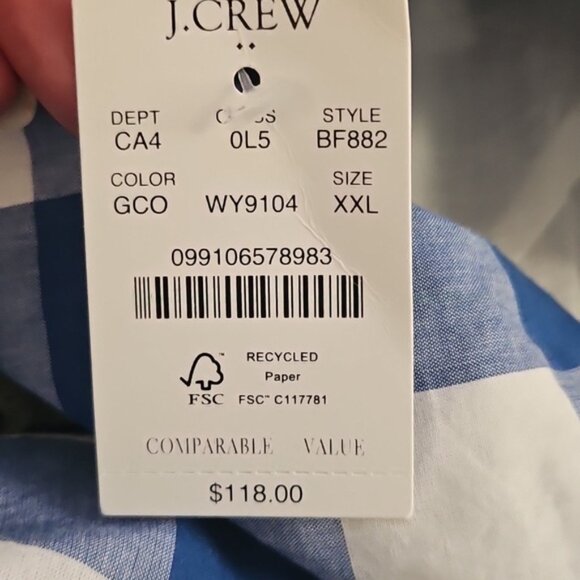 J.CREW
DEPT STYLE
CA4 0L5 BF882
COLOR SIZE
GCO WY9104 XXL
099106578983
RECYCLED
Paper
FSC™ C117781
FSC
COMPARABLE VALUE
$118.00